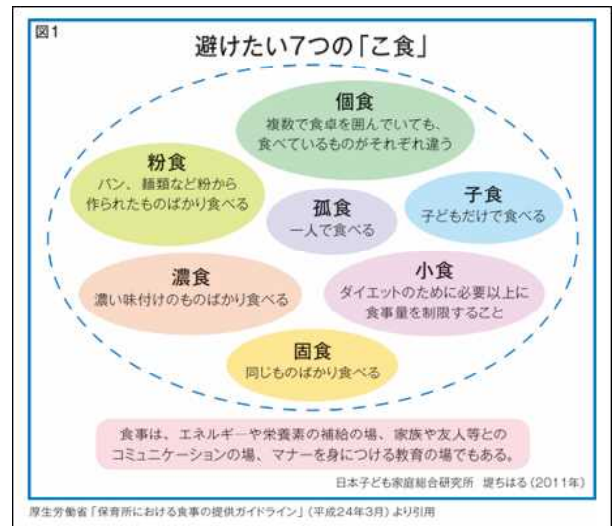 図1
避けたい7つの「こ食」
個食
複数で食卓を囲んでいても、
食べているものがそれぞれ違う
粉食
パン、麺類など粉から
作られたものばかり食べる
孤食
一人で食べる
子食
子どもだけで食べる
濃食
濃い味付けのものばかり食べる
小食
ダイエットのために必要以上に
食事量を制限すること
固食
同じものばかり食べる
食事は、エネルギーや栄養素の補給の場、家族や友人等との
コミュニケーションの場、マナーを身につける教育の場でもある。
日本子ども家庭総合研究所 堤ちはる（2011年）
厚生労働省「保育所における食事の提供ガイドライン」（平成24年3月）より引用